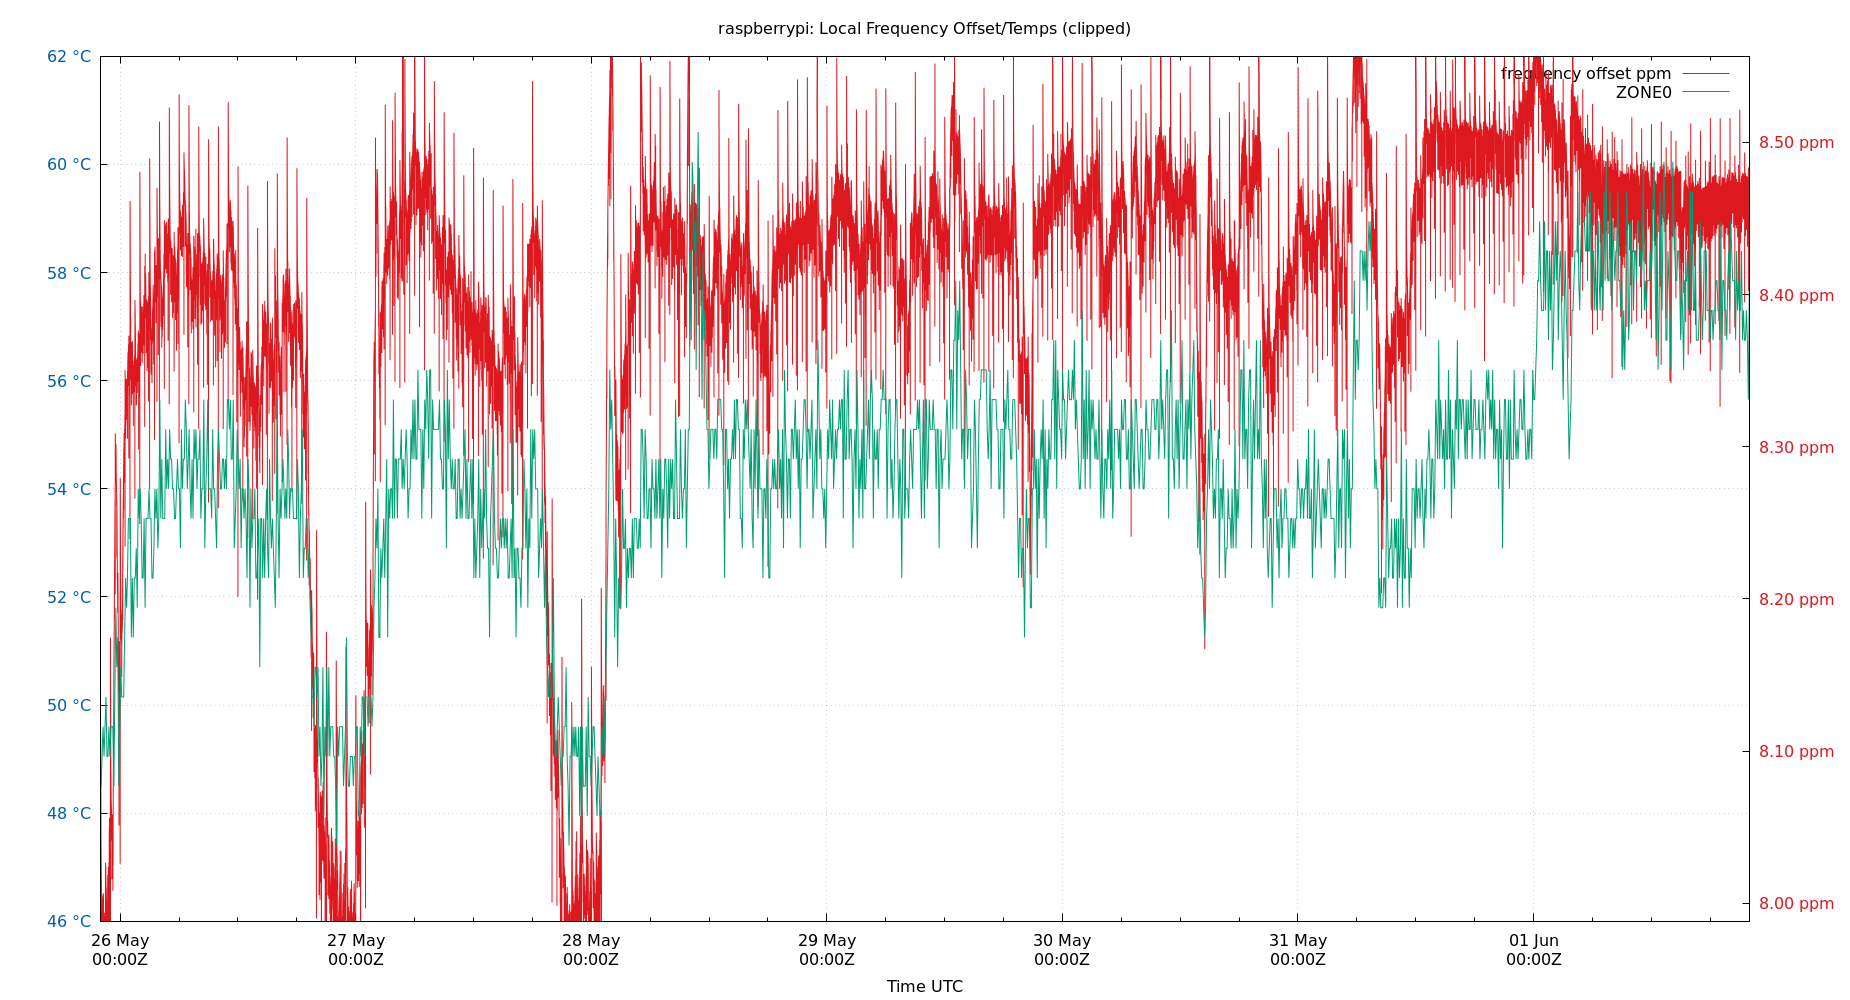 raspberrypi: Local Frequency Offset/Temps (clipped)
62 °C
60 °C
58 °C
56 °C
54 °C
52 °C
50 °C
48 °C
46 °C
frequency offset ppm
ZONE0
8.50 ppm
8.40 ppm
8.30 ppm
8.20 ppm
8.10 ppm
8.00 ppm
26 May 27 May 28 May 29 May 30 May 31 May 01 Jun
00:00Z 00:00Z 00:00Z 00:00Z 00:00Z 00:00Z 00:00Z
Time UTC